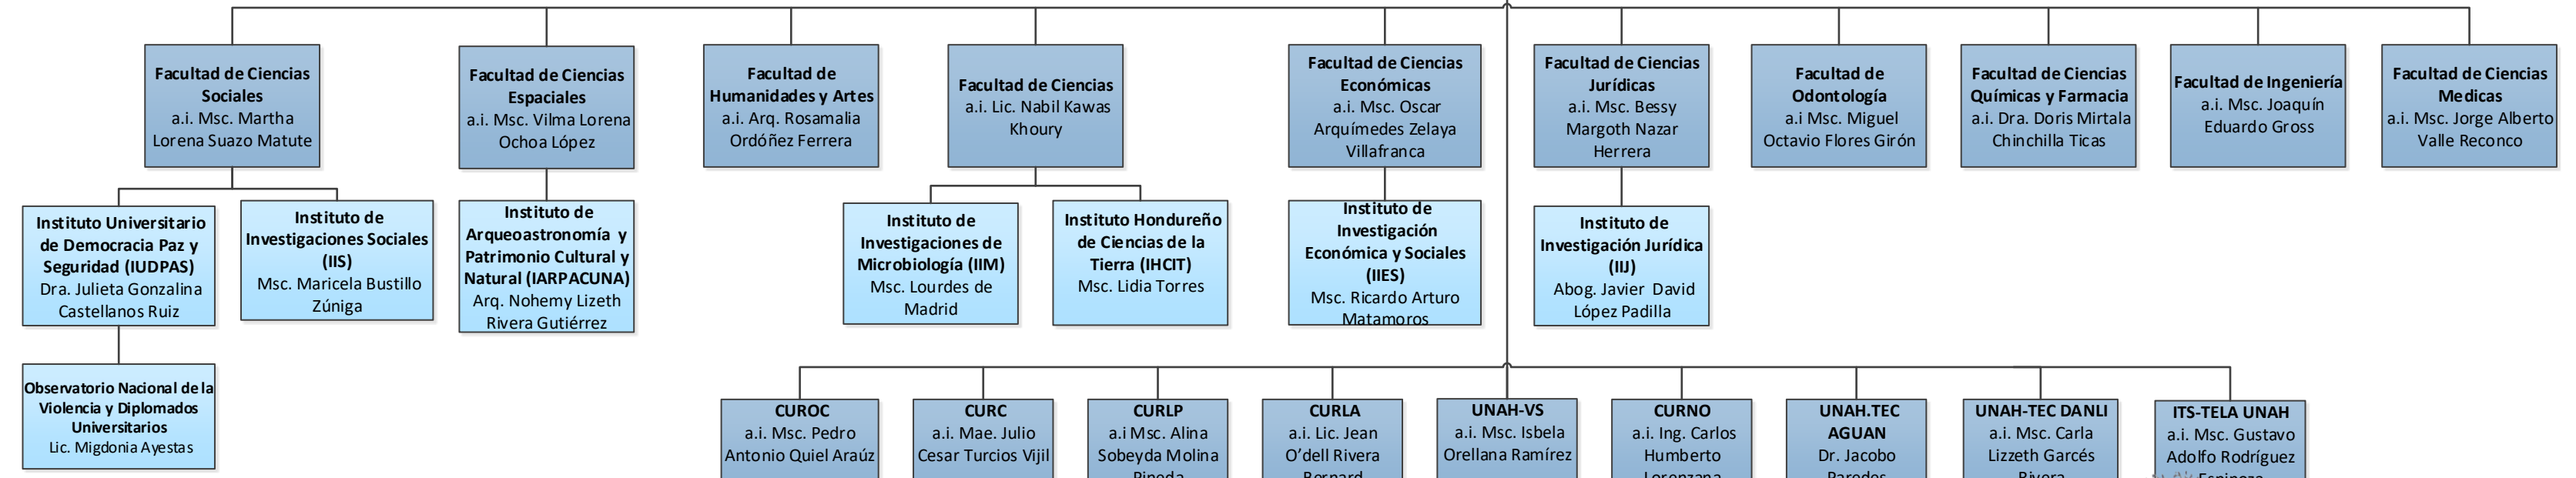 Facultad de Ciencias
Sociales
a.i. Msc. Martha
Lorena Suazo Matute
Facultad de Ciencias
Espaciales
a.i. Msc. Vilma Lorena
Ochoa López
Facultad de
Humanidades y Artes
a.i. Arq. Rosamalia
Ordóñez Ferrera
Facultad de Ciencias
a.i. Lic. Nabil Kawas
Khoury
Facultad de Ciencias
Económicas
a.i. Msc. Oscar
Arquímedes Zelaya
Villafranca
Facultad de Ciencias
Jurídicas
a.i. Msc. Bessy
Margoth Nazar
Herrera
Facultad de
Odontología
a.i Msc. Miguel
Octavio Flores Girón
Facultad de Ciencias
Químicas y Farmacia
a.i. Dra. Doris Mirtala
Chinchilla Ticas
Facultad de Ingeniería
a.i. Msc. Joaquín
Eduardo Gross
Facultad de Ciencias
Medicas
a.i. Msc. Jorge Alberto
Valle Reconco
Instituto Universitario
de Democracia Paz y
Seguridad (IUDPAS)
Dra. Julieta Gonzalina
Castellanos Ruiz
Instituto de
Investigaciones Sociales
(IIS)
Msc. Maricela Bustillo
Zúniga
Instituto de
Arqueoastronomía y
Patrimonio Cultural y
Natural (IARPACUNA)
Arq. Nohemy Lizeth
Rivera Gutiérrez
Instituto de
Investigaciones de
Microbiología (IIM)
Msc. Lourdes de
Madrid
Instituto Hondureño
de Ciencias de la
Tierra (IHCIT)
Msc. Lidia Torres
Instituto de
Investigación
Económica y Sociales
(IIES)
Msc. Ricardo Arturo
Matamoros
Instituto de
Investigación Jurídica
(IIJ)
Abog. Javier David
López Padilla
Observatorio Nacional de la
Violencia y Diplomados
Universitarios
Lic. Migdonia Ayestas
CUROC
a.i. Msc. Pedro
Antonio Quiel Araúz
CURC
a.i. Mae. Julio
Cesar Turcios Vijil
CURLP
a.i Msc. Alina
Sobeyda Molina
Pineda
CURLA
a.i. Lic. Jean
O’dell Rivera
Bernard
UNAH-VS
a.i. Msc. Isbela
Orellana Ramírez
CURNO
a.i. Ing. Carlos
Humberto
Lorenzana
UNAH.TEC
AGUAN
Dr. Jacobo
Paredes
UNAH-TEC DANLI
a.i. Msc. Carla
Lizzeth Garcés
Rivera
ITS-TELA UNAH
a.i. Msc. Gustavo
Adolfo Rodríguez
Espinoza